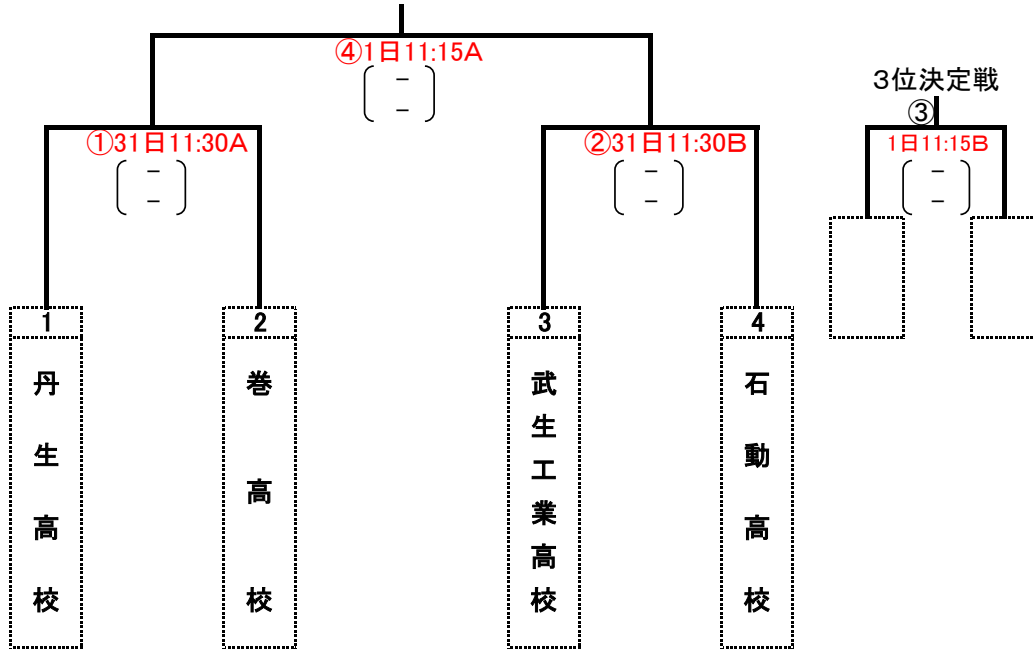 ④1日11:15A
-
-
3位決定戦
③
1日11:15B
-
-
①31日11:30A
-
-
②31日11:30B
-
-
1
丹生高校
2
巻高校
3
武生工業高校
4
石動高校